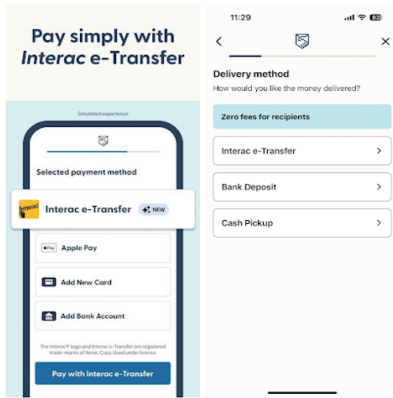 Pay simply with
Interac e-Transfer
Simulated experience
Selected payment method
Interac
Interac e-Transfer
NEW
Pay
Apple Pay
Add New Card
Add Bank Account
The Interac® logo and Interac e-Transfer are registered
trade-marks of Interac Corp. Used under license
Pay with Interac e-Transfer
11:29
82
Delivery method
How would you like the money delivered?
Zero fees for recipients
Interac e-Transfer
Bank Deposit
Cash Pickup